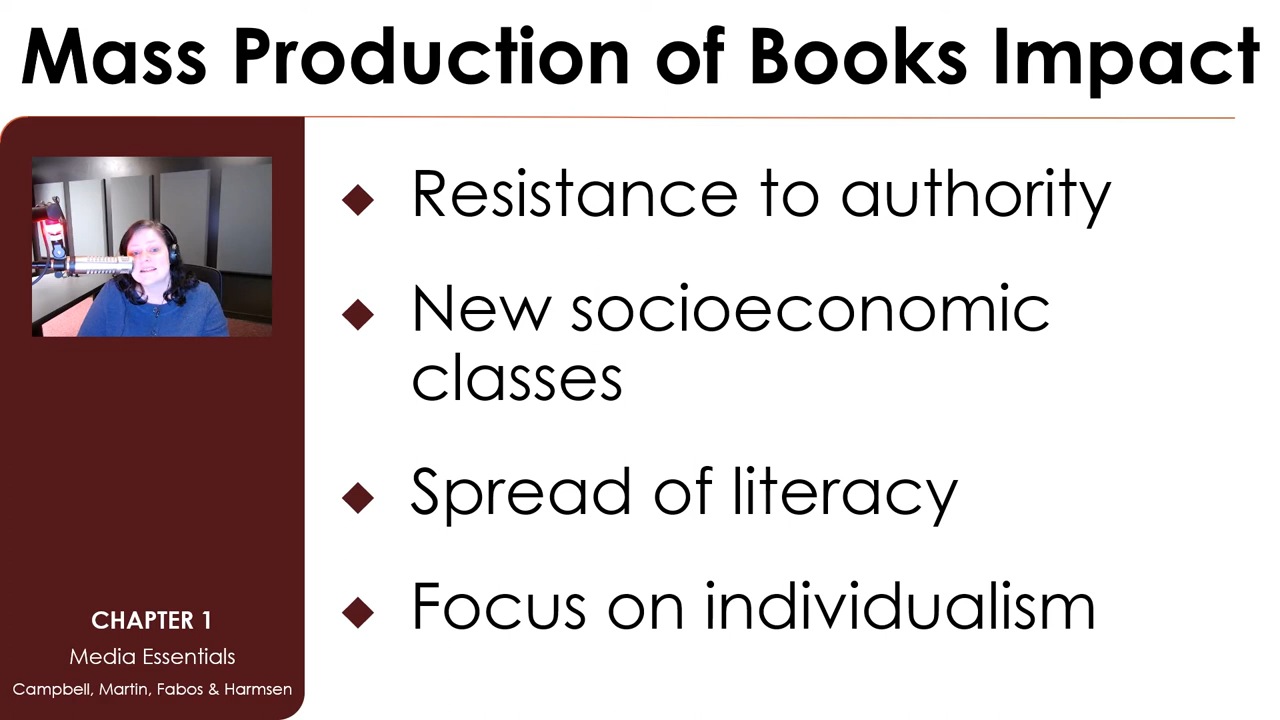 Mass Production of Books Impact
Resistance to authority
New socioeconomic
classes
Spread of literacy
Focus on individualism
CHAPTER 1
Media Essentials
Campbell, Martin, Fabos & Harmsen